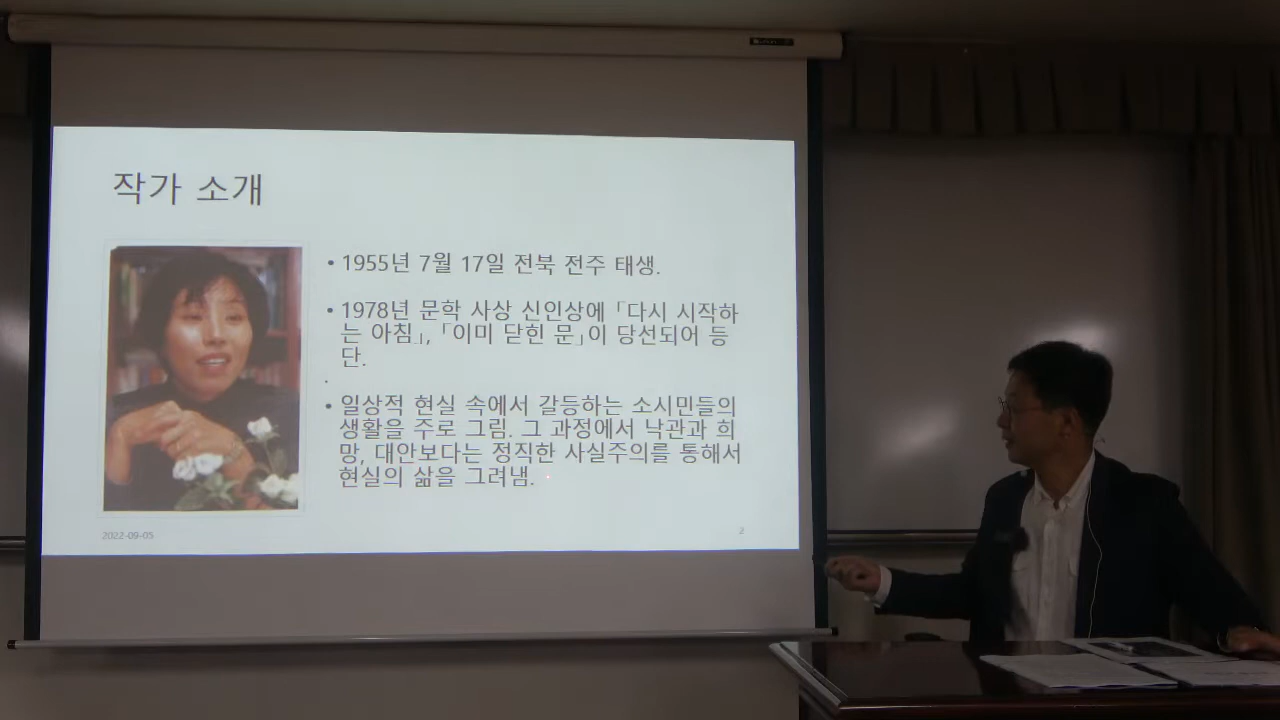 작가 소개
• 1955년 7월 17일 전북 전주 태생.
• 1978년 문학 사상 신인상에 「다시 시작하
는 아침」, 「이미 닫힌 문」이 당선되어 등
단.
• 일상적 현실 속에서 갈등하는 소시민들의
생활을 주로 그림. 그 과정에서 낙관과 희
망, 대안보다는 정직한 사실주의를 통해서
현실의 삶을 그려냄.
2022-09-05
2